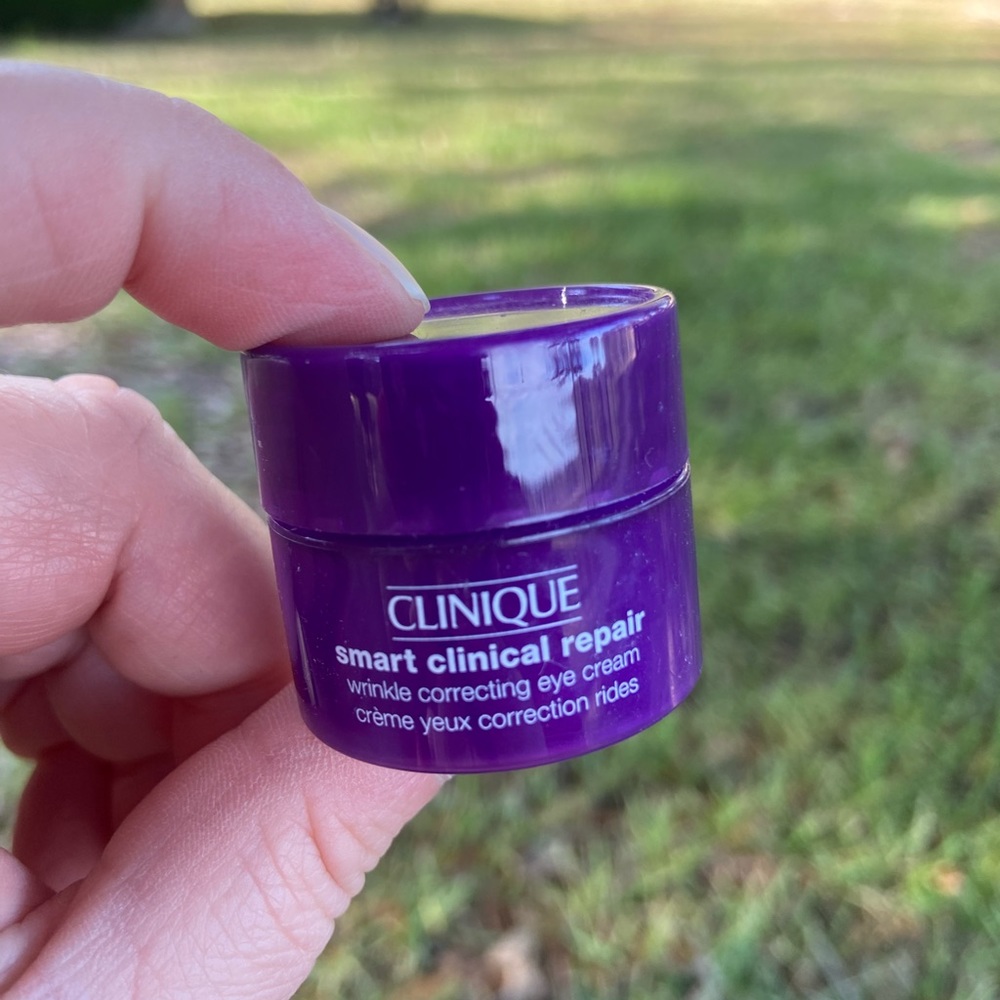 CLINIQUE
smart clinical repair
wrinkle correcting eye cream
crème yeux correction rides